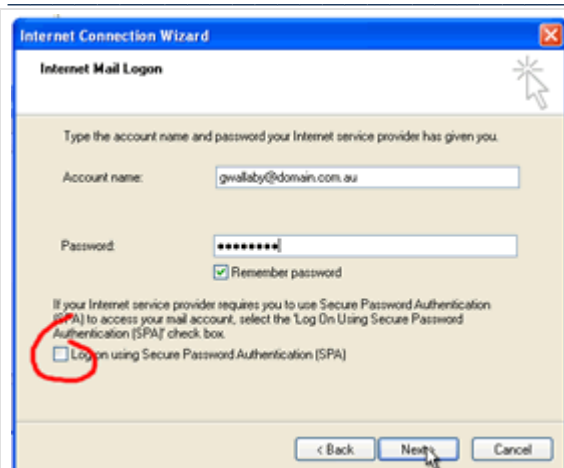 Internet Connection Wizard
Internet Mail Logon
Type the account name and password your Internet service provider has given you.
Account name: gwallaby@domain.com.au
Password: ••••••••
Remember password
If your Internet service provider requires you to use Secure Password Authentication
(SPA) to access your mail account, select the 'Log On Using Secure Password
Authentication (SPA)' check box.
Log on using Secure Password Authentication (SPA)
< Back Next > Cancel